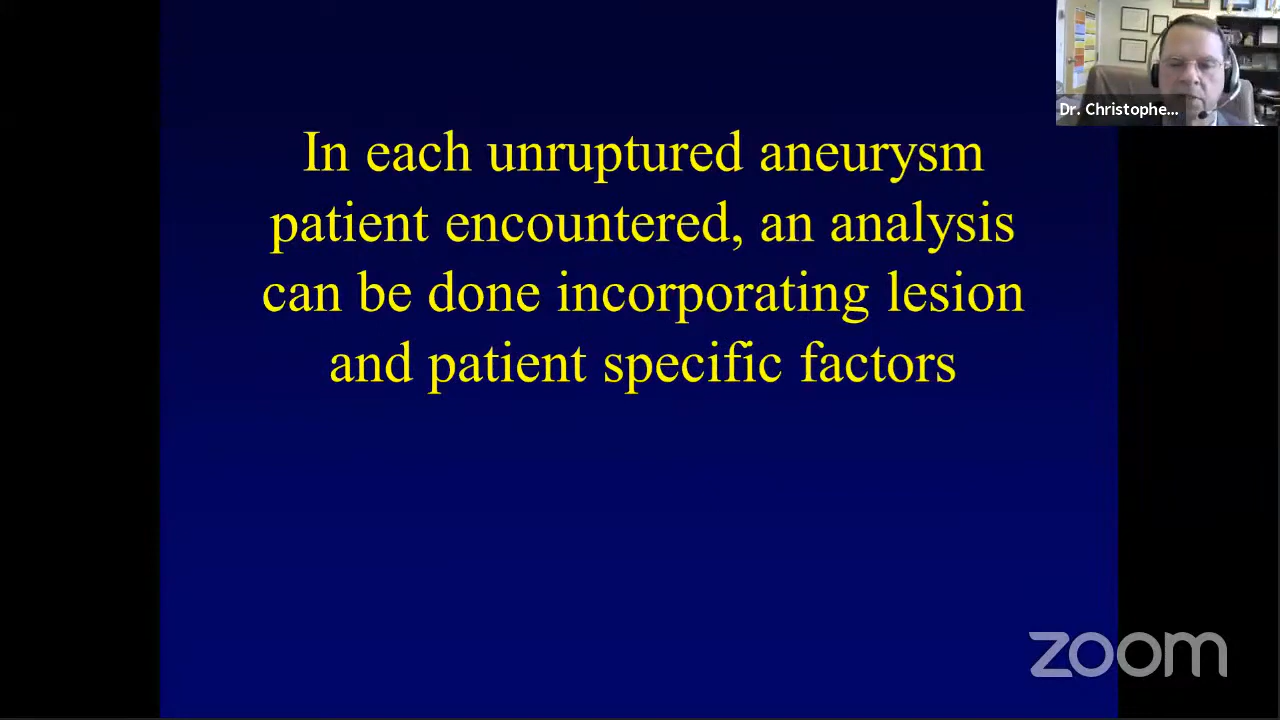 In each unruptured aneurysm
patient encountered, an analysis
can be done incorporating lesion
and patient specific factors
Dr. Christophe...
zoom